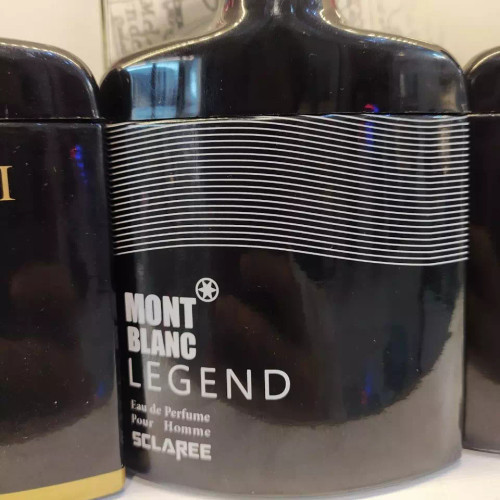 I
MONT
BLANC
LEGEND
Eau de Perfume
Pour Homme
SCLAREE